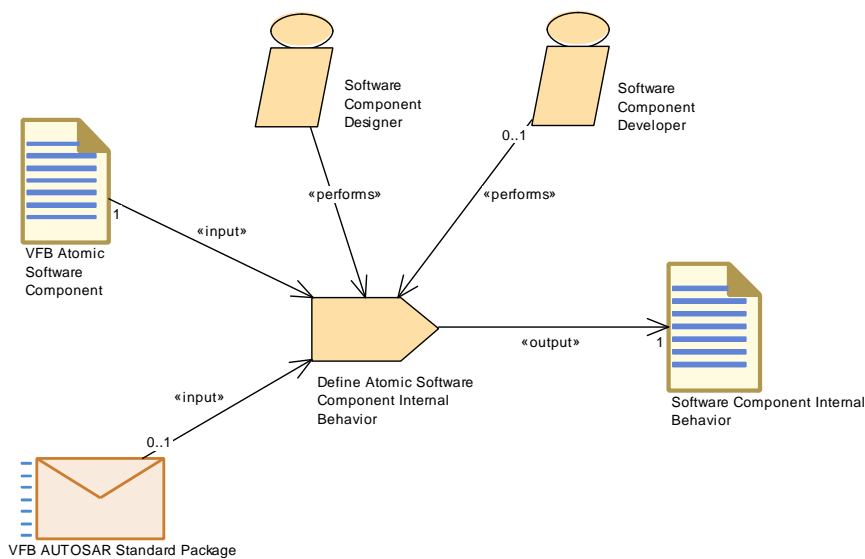 Software
Component
Designer
Software
Component
Developer
0..1
«performs»
«performs»
1
«input»
VFB Atomic
Software
Component
«output»
1
Define Atomic Software
Component Internal
Behavior
Software Component Internal
Behavior
«input»
0..1
VFB AUTOSAR Standard Package